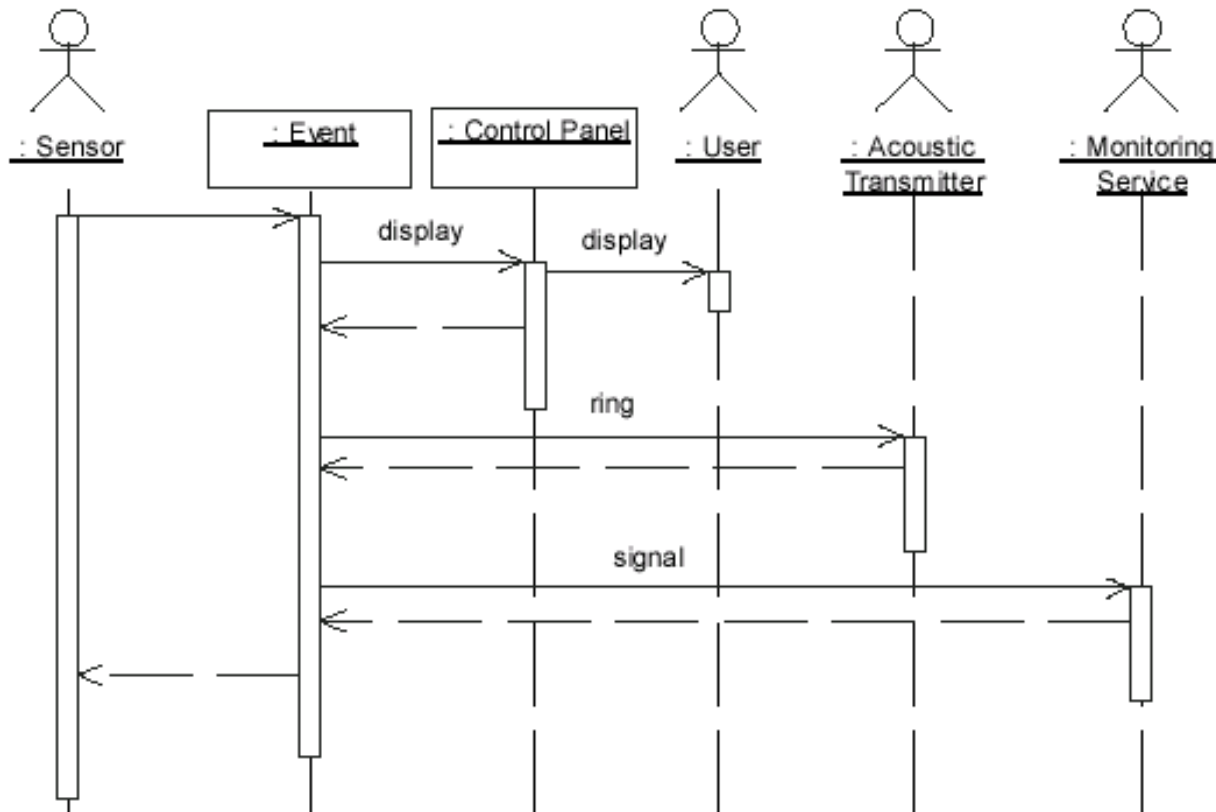 : Sensor
: Event
: Control Panel
: User
: Acoustic
Transmitter
: Monitoring
Service
display
display
ring
signal